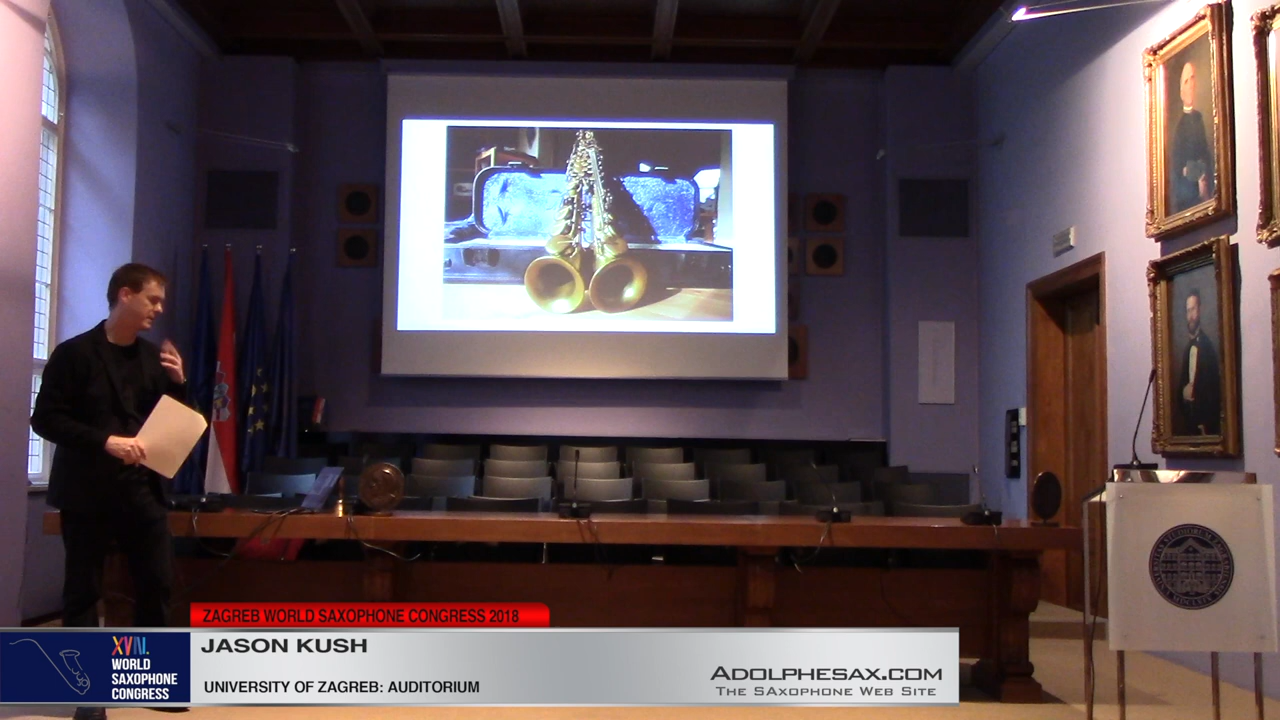 ZAGREB WORLD SAXOPHONE CONGRESS 2018
JASON KUSH
XVIII.
WORLD
SAXOPHONE
CONGRESS
UNIVERSITY OF ZAGREB: AUDITORIUM
ADOLPHESAX.COM
THE SAXOPHONE WEB SITE